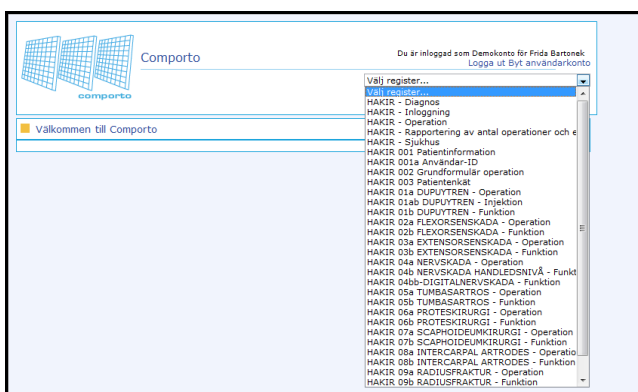 Comporto
Du är inloggad som Demokonto för Frida Bartonek
Logga ut Byt användarkonto
comporto
Välj register...
Välj register...
HAKIR - Diagnos
HAKIR - Inloggning
HAKIR - Operation
HAKIR - Rapportering av antal operationer och e
HAKIR - Sjukhus
HAKIR 001 Patientinformation
HAKIR 001a Användar-ID
HAKIR 002 Grundformulär operation
HAKIR 003 Patientenkät
HAKIR 01a DUPUYTREN - Operation
HAKIR 01ab DUPUYTREN - Injektion
HAKIR 01b DUPUYTREN - Funktion
HAKIR 02a FLEXORSENSKADA - Operation
HAKIR 02b FLEXORSENSKADA - Funktion
HAKIR 03a EXTENSORSENSKADA - Operation
HAKIR 03b EXTENSORSENSKADA - Funktion
HAKIR 04a NERVSKADA - Operation
HAKIR 04b NERVSKADA HANDLEDSNIVÅ - Funkt
HAKIR 04bb-DIGITALNERVSKADA - Funktion
HAKIR 05a TUMBASARTROS - Operation
HAKIR 05b TUMBASARTROS - Funktion
HAKIR 06a PROTESKIRURGI - Operation
HAKIR 06b PROTESKIRURGI - Funktion
HAKIR 07a SCAPHOIDEUMKIRURGI - Operation
HAKIR 07b SCAPHOIDEUMKIRURGI - Funktion
HAKIR 08a INTERCARPAL ARTRODES - Operatio
HAKIR 08b INTERCARPAL ARTRODES - Funktion
HAKIR 09a RADIUSFRAKTUR - Operation
HAKIR 09b RADIUSFRAKTUR - Funktion
Välkommen till Comporto